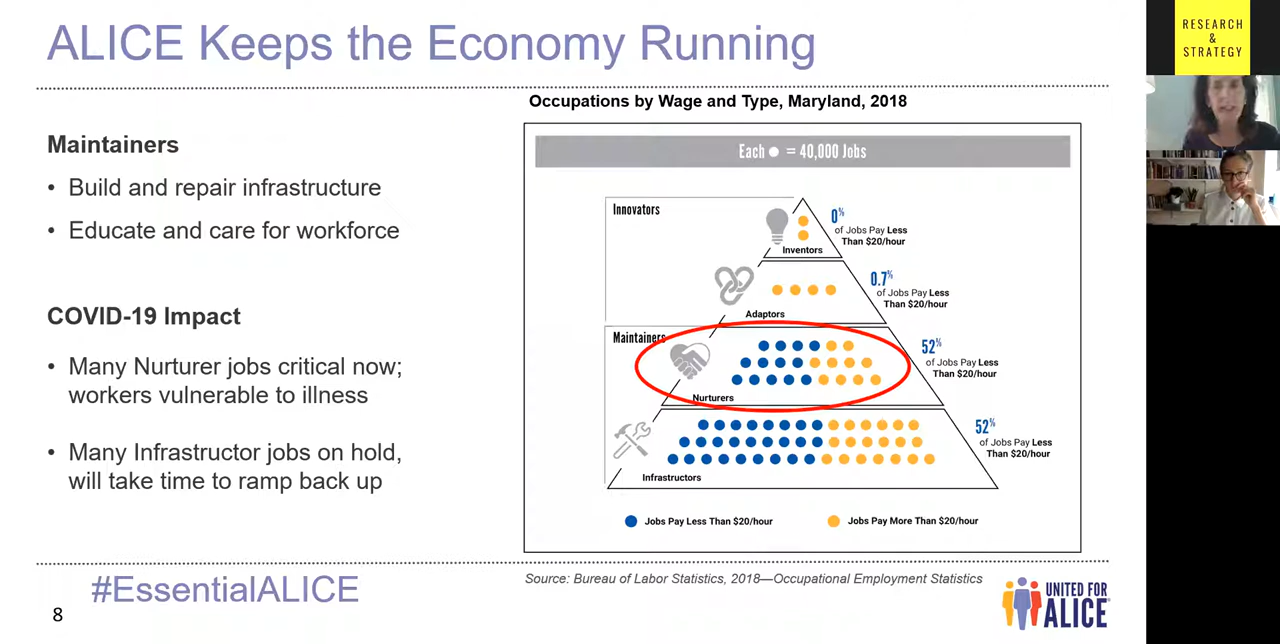 ALICE Keeps the Economy Running
Maintainers
• Build and repair infrastructure
• Educate and care for workforce
COVID-19 Impact
• Many Nurturer jobs critical now;
workers vulnerable to illness
• Many Infrastructor jobs on hold,
will take time to ramp back up
#EssentialALICE
8
Occupations by Wage and Type, Maryland, 2018
Each = 40,000 Jobs
Innovators
Inventors
0%
of Jobs Pay Less
Than $20/hour
Adaptors
0.7%
of Jobs Pay Less
Than $20/hour
Maintainers
Nurturers
52%
of Jobs Pay Less
Than $20/hour
Infrastructors
52%
of Jobs Pay Less
Than $20/hour
Jobs Pay Less Than $20/hour
Jobs Pay More Than $20/hour
Source: Bureau of Labor Statistics, 2018—Occupational Employment Statistics
UNITED FOR
ALICE®
RESEARCH
&
STRATEGY